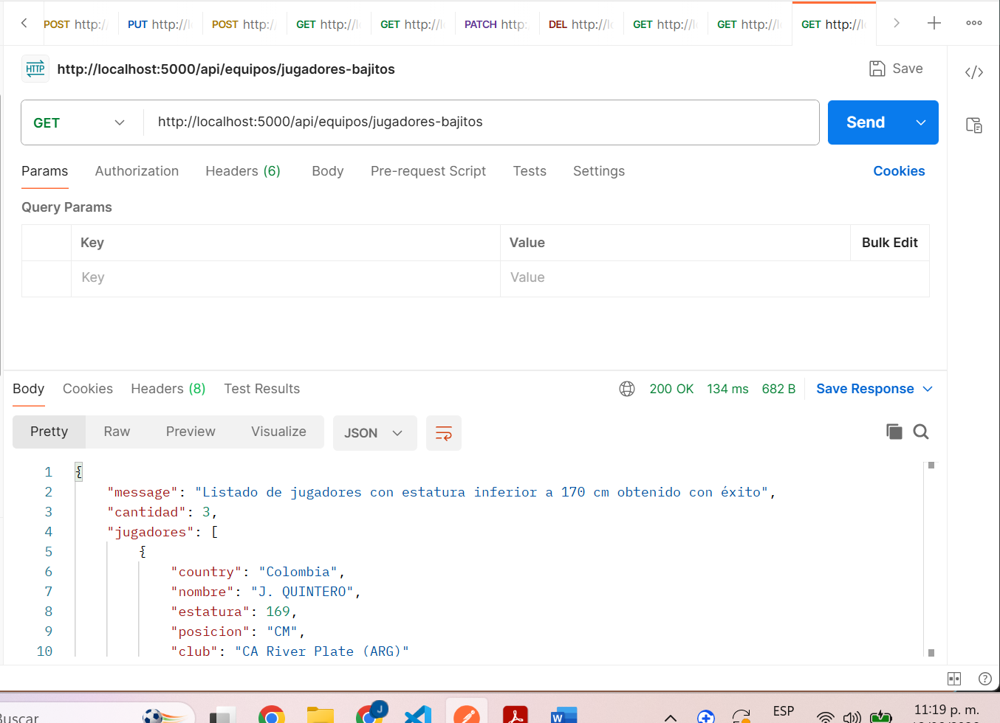 POST http:/
PUT http://l
POST http:/
GET http://l
GET http://l
PATCH http:
DEL http://lo
GET http://l
GET http://l
GET http://l
HTTP
http://localhost:5000/api/equipos/jugadores-bajitos
Save
GET
http://localhost:5000/api/equipos/jugadores-bajitos
Send
Params
Authorization
Headers (6)
Body
Pre-request Script
Tests
Settings
Cookies
Query Params
Key
Value
Bulk Edit
Key
Value
Body
Cookies
Headers (8)
Test Results
200 OK
134 ms
682 B
Save Response
Pretty
Raw
Preview
Visualize
JSON
1 {
2 "message": "Listado de jugadores con estatura inferior a 170 cm obtenido con éxito",
3 "cantidad": 3,
4 "jugadores": [
5 {
6 "country": "Colombia",
7 "nombre": "J. QUINTERO",
8 "estatura": 169,
9 "posicion": "CM",
10 "club": "CA River Plate (ARG)"
uscar
J
W
ESP
11:19 p. m.